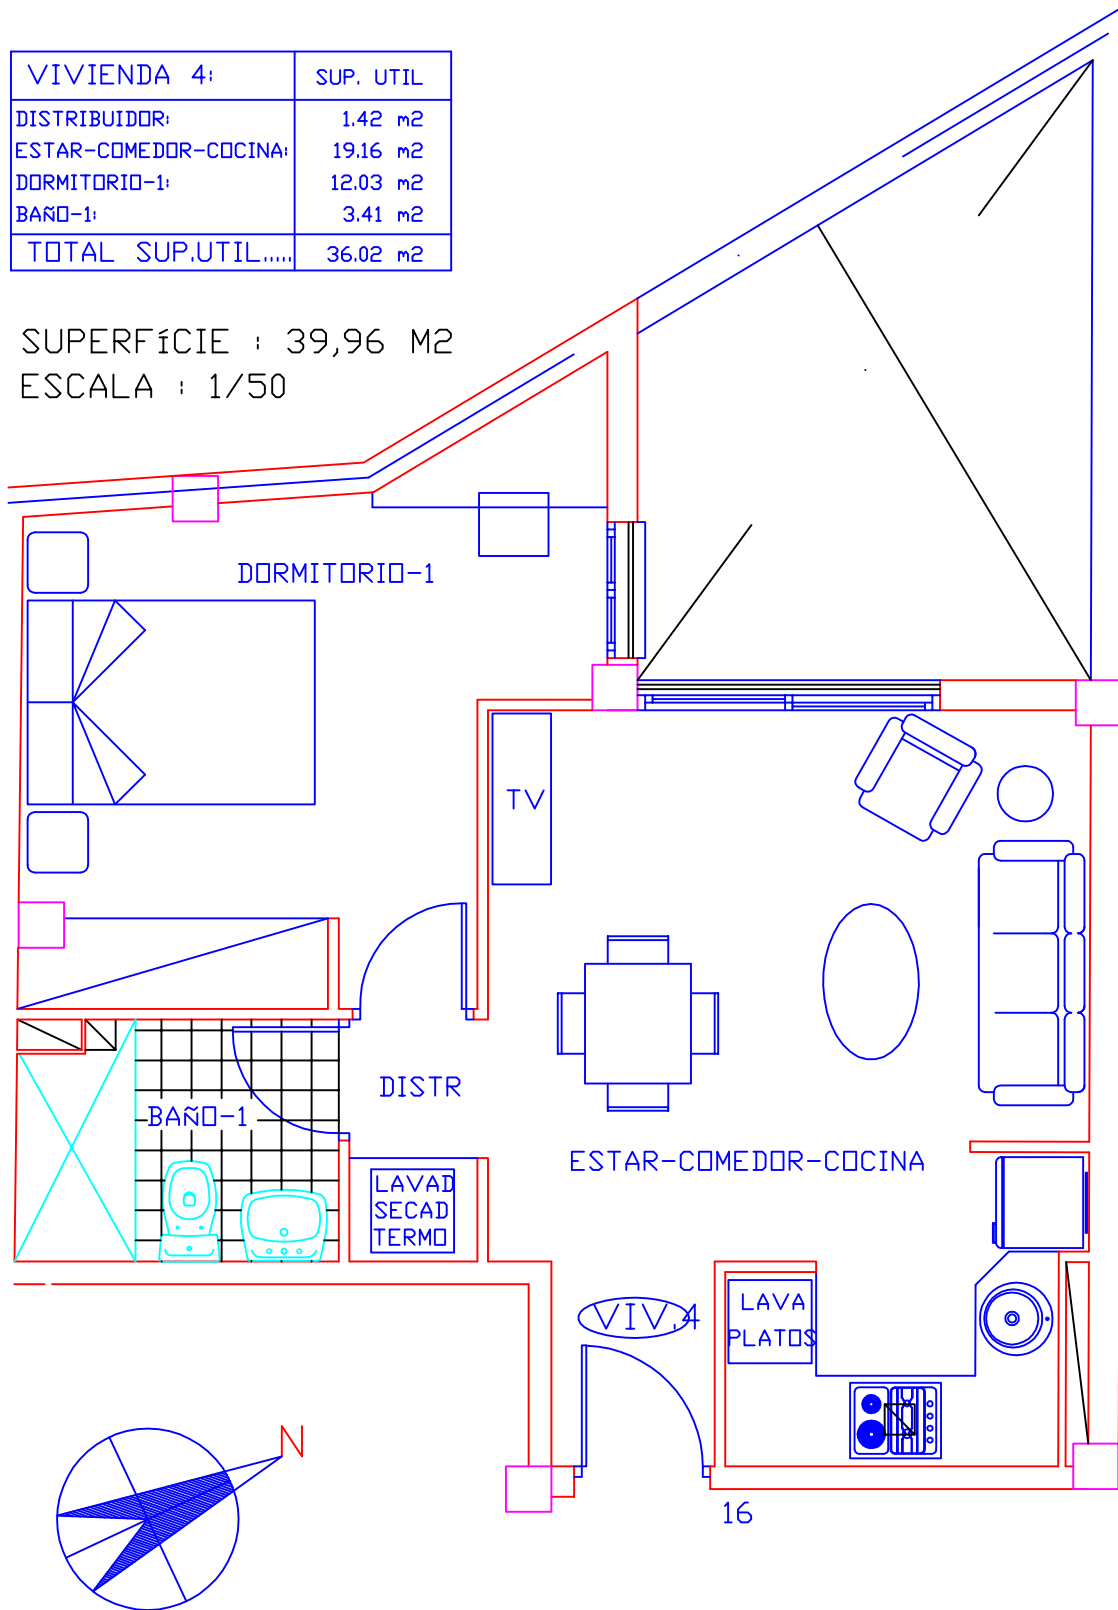 VIVIENDA 4: SUP. UTIL
DISTRIBUIDOR: 1.42 m2
ESTAR-COMEDOR-COCINA: 19.16 m2
DORMITORIO-1: 12.03 m2
BAÑO-1: 3.41 m2
TOTAL SUP.UTIL..... 36.02 m2
SUPERFíCIE : 39,96 M2
ESCALA : 1/50
DORMITORIO-1
TV
DISTR
BAÑO-1
ESTAR-COMEDOR-COCINA
LAVAD
SECAD
TERMO
VIV.4
LAVA
PLATOS
N
16